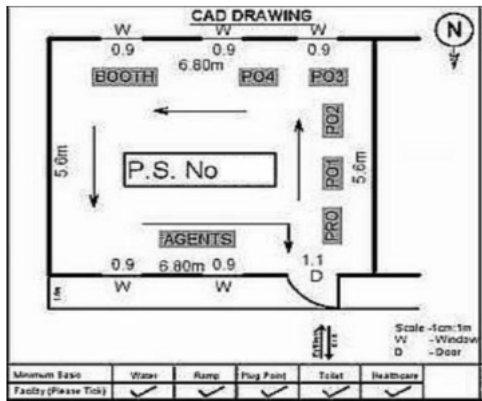 CAD DRAWING
N
W W W
0.9 0.9 0.9
6.80m
BOOTH PO4 PO3
PO2
5.6m
P.S. No
PO1
5.6m
PRO
AGENTS
1.1
D
0.9 6.80m 0.9
W W
Scale -1cm:1m
W - Window
D - Door
Minimum Basic Water Ramp Plug Point Toilet Healthcare
Facilty (Please Tick)